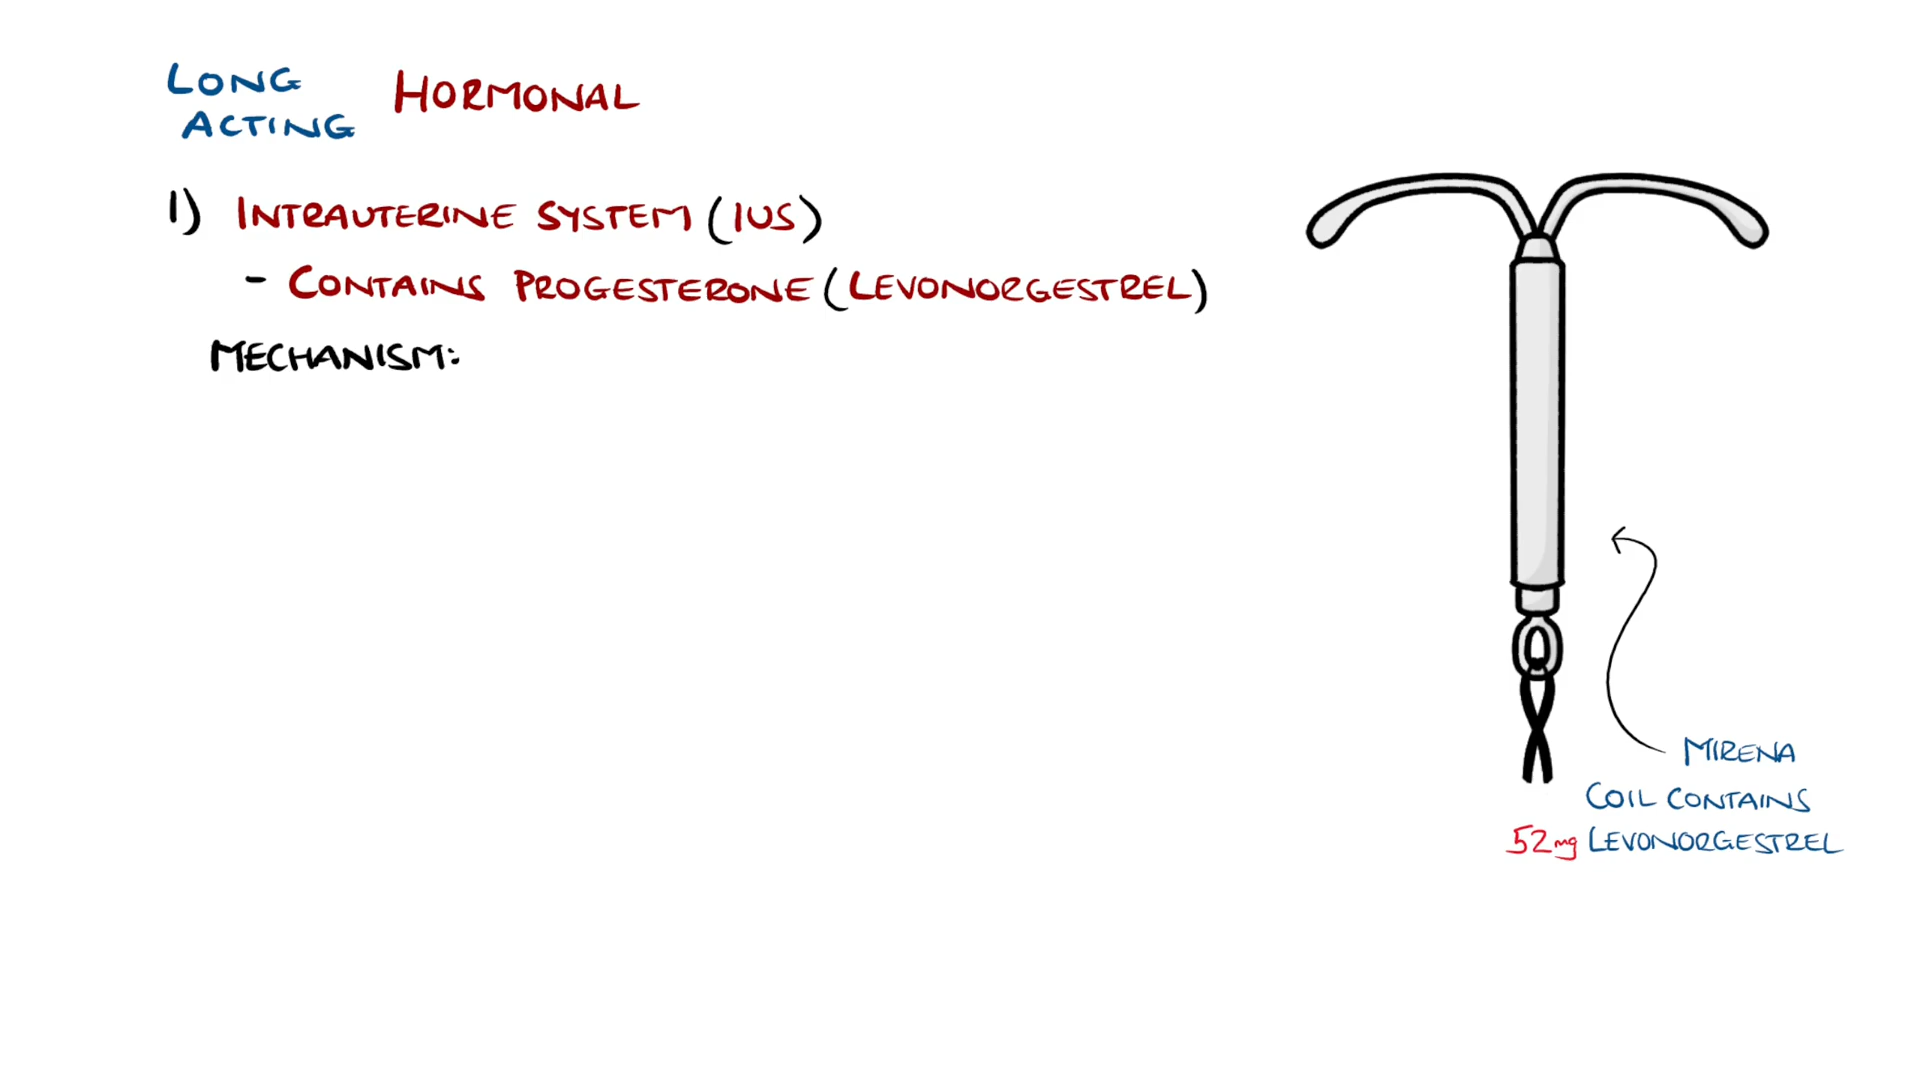 LONG
ACTING
HORMONAL
1) INTRAUTERINE SYSTEM (IUS)
- CONTAINS PROGESTERONE (LEVONORGESTREL)
MECHANISM:
MIRENA
COIL CONTAINS
52mg LEVONORGESTREL